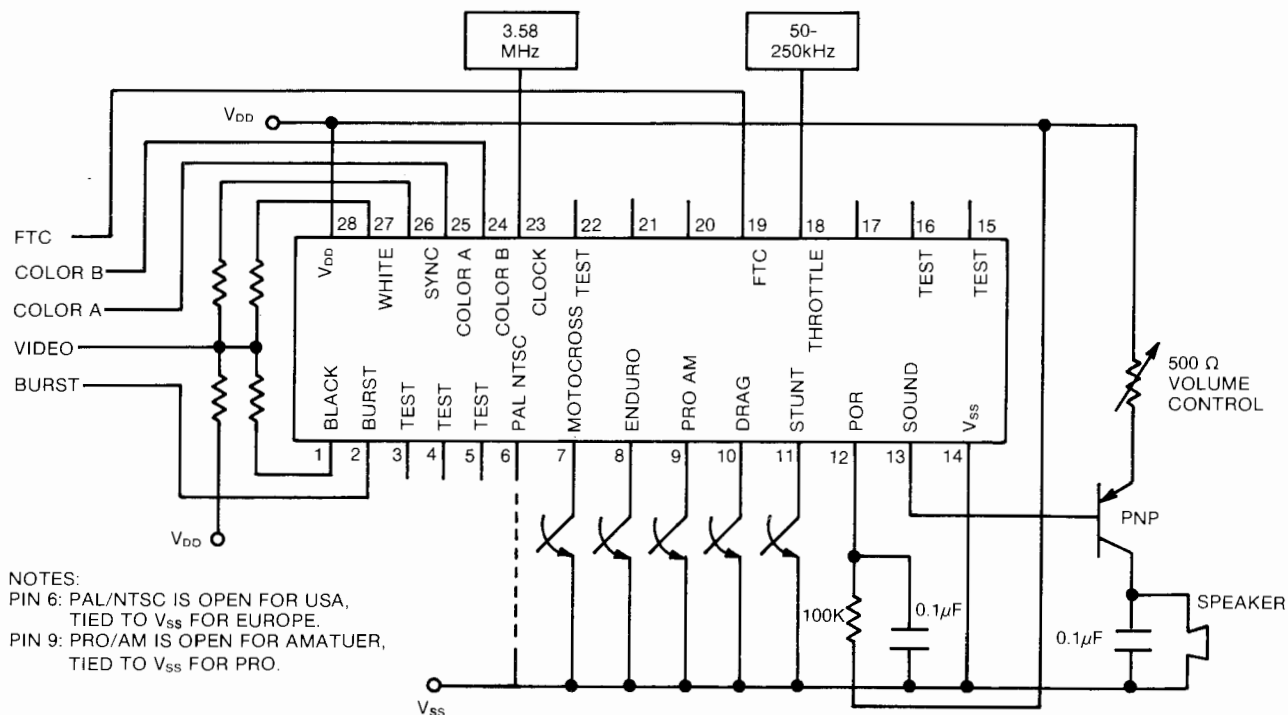 3.58
MHz
50-
250kHz
VDD
28 27 26 25 24 23 22 21 20 19 18 17 16 15
FTC
COLOR B
COLOR A
VIDEO
BURST
VDD
WHITE
SYNC
COLOR A
COLOR B
CLOCK
TEST
FTC
THROTTLE
TEST
TEST
BLACK
BURST
TEST
TEST
TEST
PAL NTSC
MOTOCROSS
ENDURO
PRO AM
DRAG
STUNT
POR
SOUND
VSS
1 2 3 4 5 6 7 8 9 10 11 12 13 14
500 Ω
VOLUME
CONTROL
PNP
VDD
100K
0.1μF
0.1μF
SPEAKER
NOTES:
PIN 6: PAL/NTSC IS OPEN FOR USA,
TIED TO VSS FOR EUROPE.
PIN 9: PRO/AM IS OPEN FOR AMATUER,
TIED TO VSS FOR PRO.
VSS